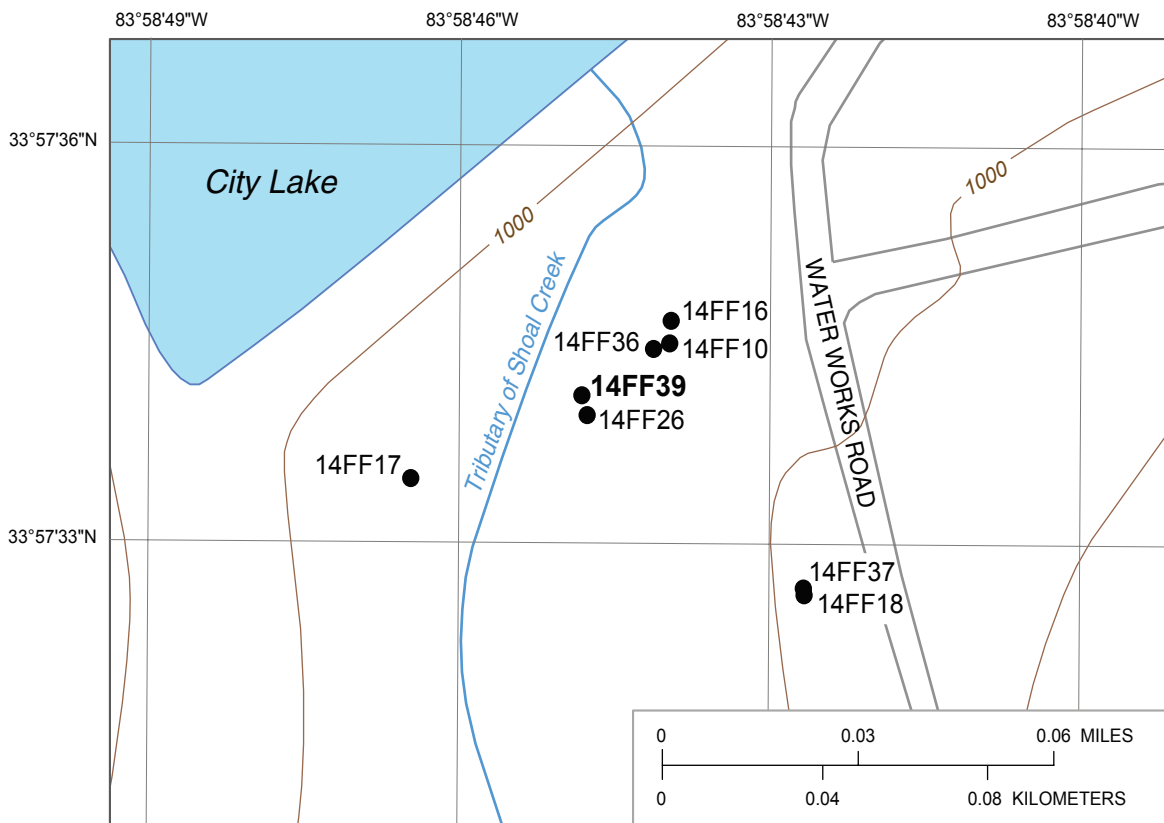 83°58'49"W 83°58'46"W 83°58'43"W 83°58'40"W
33°57'36"N
City Lake
1000
1000
Tributary of Shoal Creek
WATER WORKS ROAD
14FF16
14FF36
14FF10
14FF39
14FF26
14FF17
33°57'33"N
14FF37
14FF18
0 0.03 0.06 MILES
0 0.04 0.08 KILOMETERS